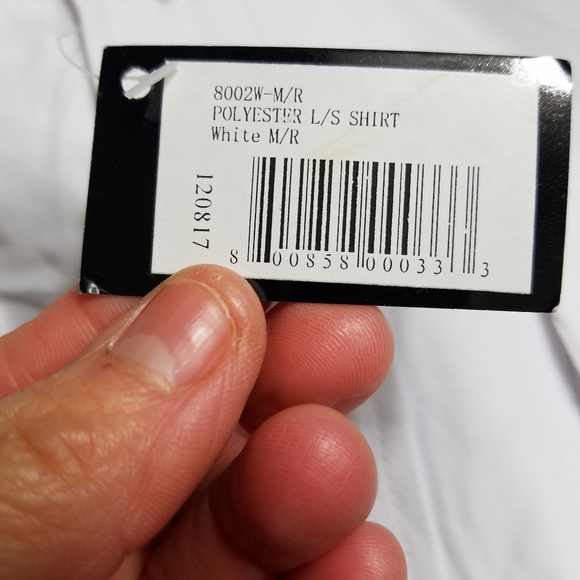 8002W-M/R
POLYESTER L/S SHIRT
White M/R
120817
8 00858 00033 3